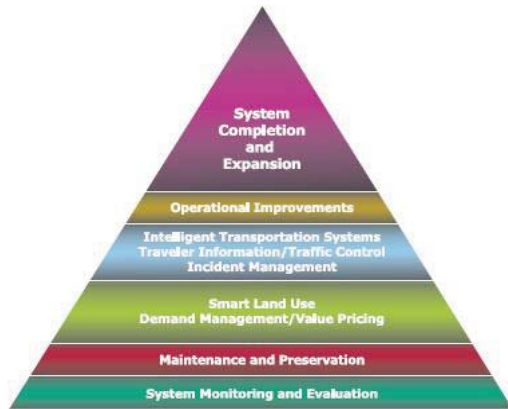 System
Completion
and
Expansion
Operational Improvements
Intelligent Transportation Systems
Traveler Information/Traffic Control
Incident Management
Smart Land Use
Demand Management/Value Pricing
Maintenance and Preservation
System Monitoring and Evaluation